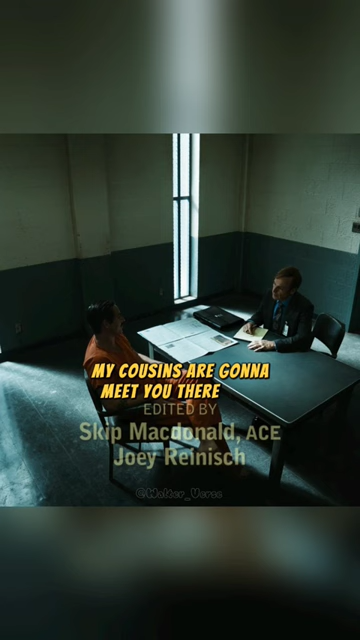 MY COUSINS ARE GONNA
MEET YOU THERE
EDITED BY
Skip Macdonald, ACE
Joey Reinisch
@Walter_Verse